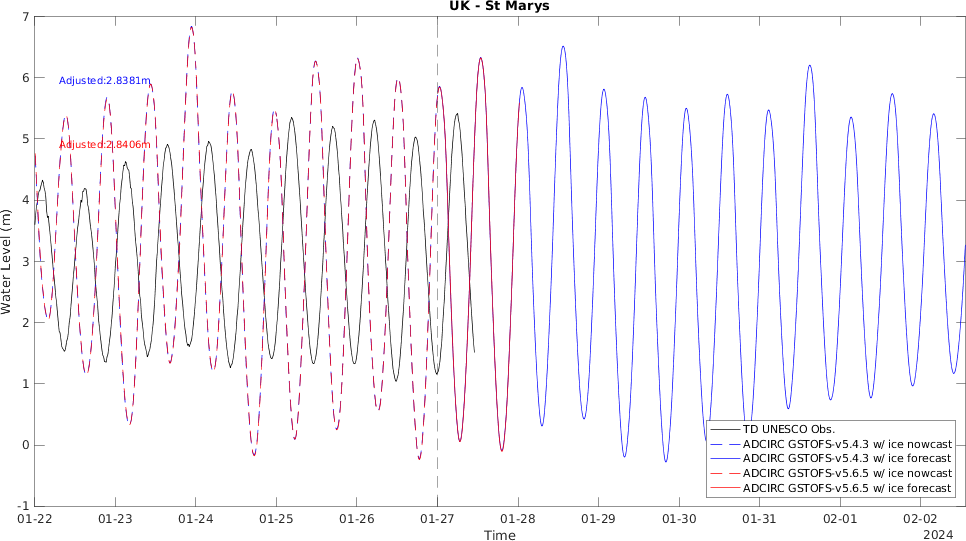 UK - St Marys
7
6
5
4
3
2
1
0
-1
Water Level (m)
Adjusted:2.8381m
Adjusted:2.8406m
TD UNESCO Obs.
ADCIRC GSTOFS-v5.4.3 w/ ice nowcast
ADCIRC GSTOFS-v5.4.3 w/ ice forecast
ADCIRC GSTOFS-v5.6.5 w/ ice nowcast
ADCIRC GSTOFS-v5.6.5 w/ ice forecast
01-22 01-23 01-24 01-25 01-26 01-27 01-28 01-29 01-30 01-31 02-01 02-02
Time
2024